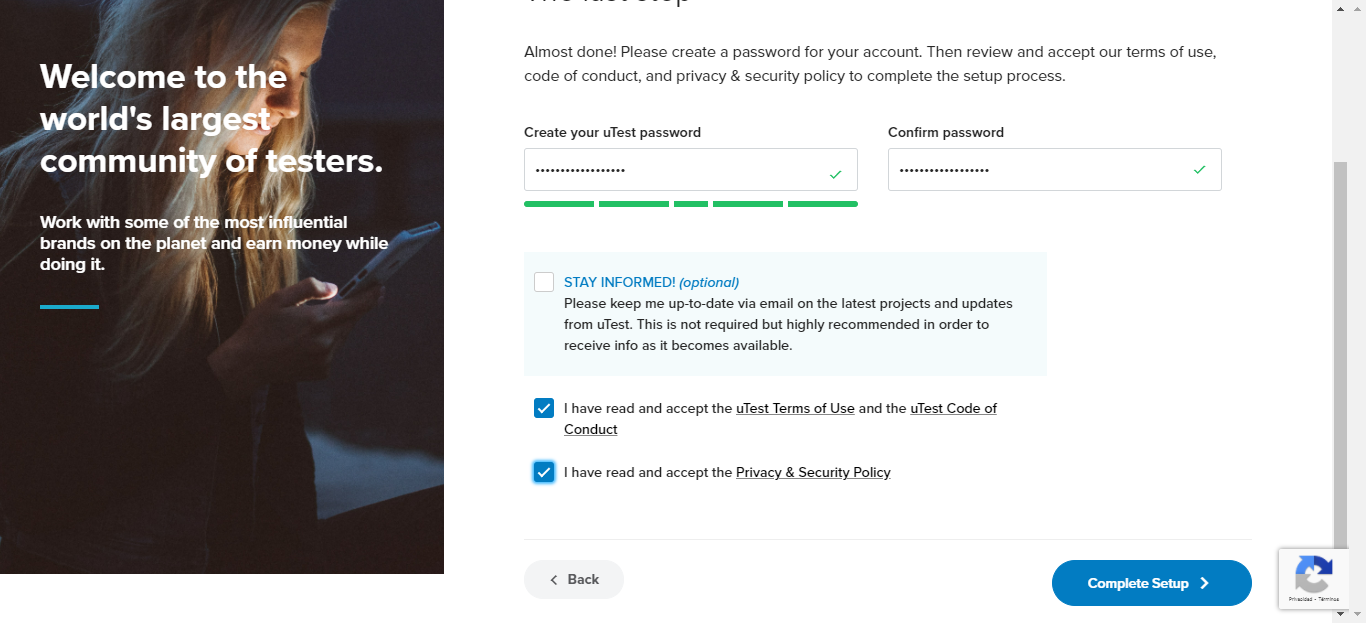 Welcome to the
world's largest
community of testers.
Work with some of the most influential
brands on the planet and earn money while
doing it.
The last step
Almost done! Please create a password for your account. Then review and accept our terms of use,
code of conduct, and privacy & security policy to complete the setup process.
Create your uTest password
Confirm password
••••••••••••••••••
••••••••••••••••••
STAY INFORMED! (optional)
Please keep me up-to-date via email on the latest projects and updates
from uTest. This is not required but highly recommended in order to
receive info as it becomes available.
I have read and accept the uTest Terms of Use and the uTest Code of
Conduct
I have read and accept the Privacy & Security Policy
Back
Complete Setup
Privacidad - Términos